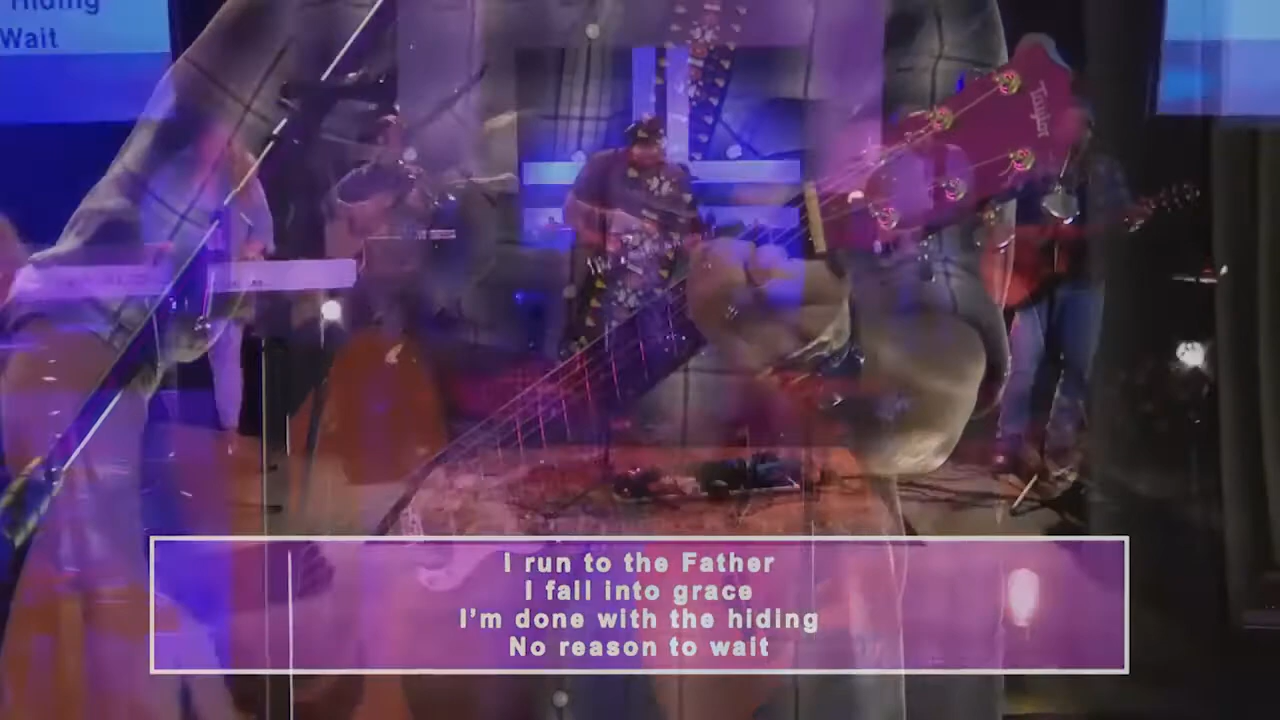 Hiding
Wait
Taylor
I run to the Father
I fall into grace
I'm done with the hiding
No reason to wait